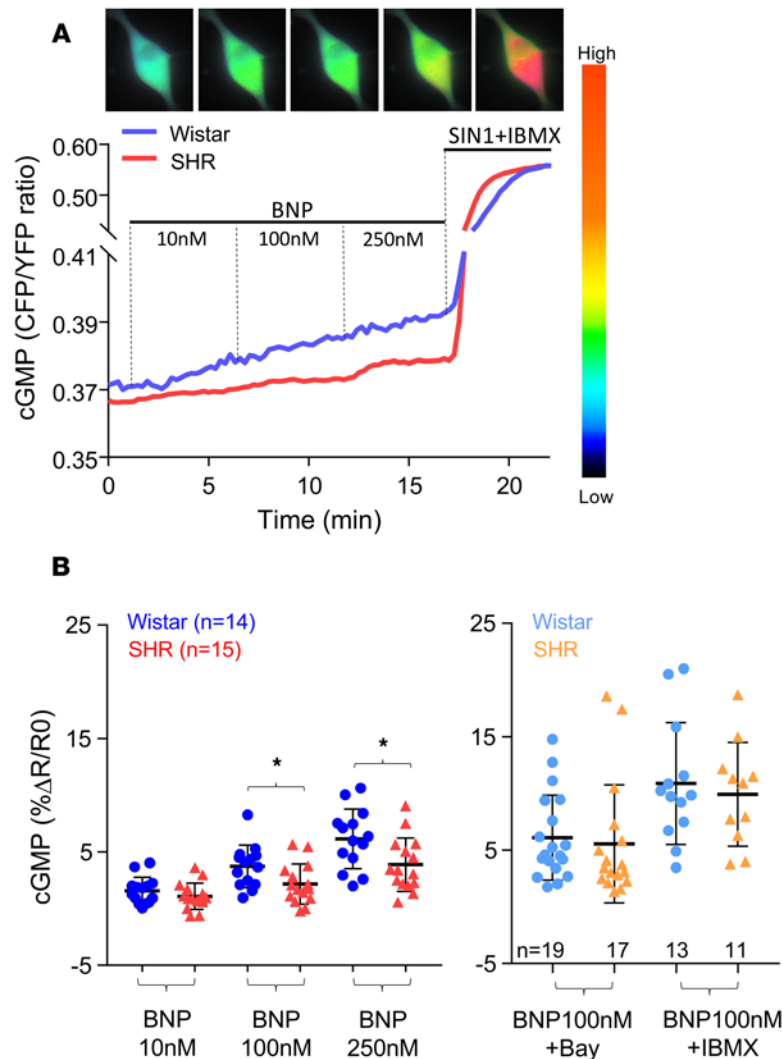 A
High
Wistar
SHR
SIN1+IBMX
BNP
10nM 100nM 250nM
0.60
0.50
0.41
0.39
0.37
0.35
cGMP (CFP/YFP ratio)
0 5 10 15 20
Time (min)
Low
B
Wistar (n=14)
SHR (n=15)
25
15
5
-5
cGMP (%ΔR/R0)
* *
BNP 10nM
BNP 100nM
BNP 250nM
Wistar
SHR
25
15
5
-5
n=19 17 13 11
BNP100nM
+Bay
BNP100nM
+IBMX